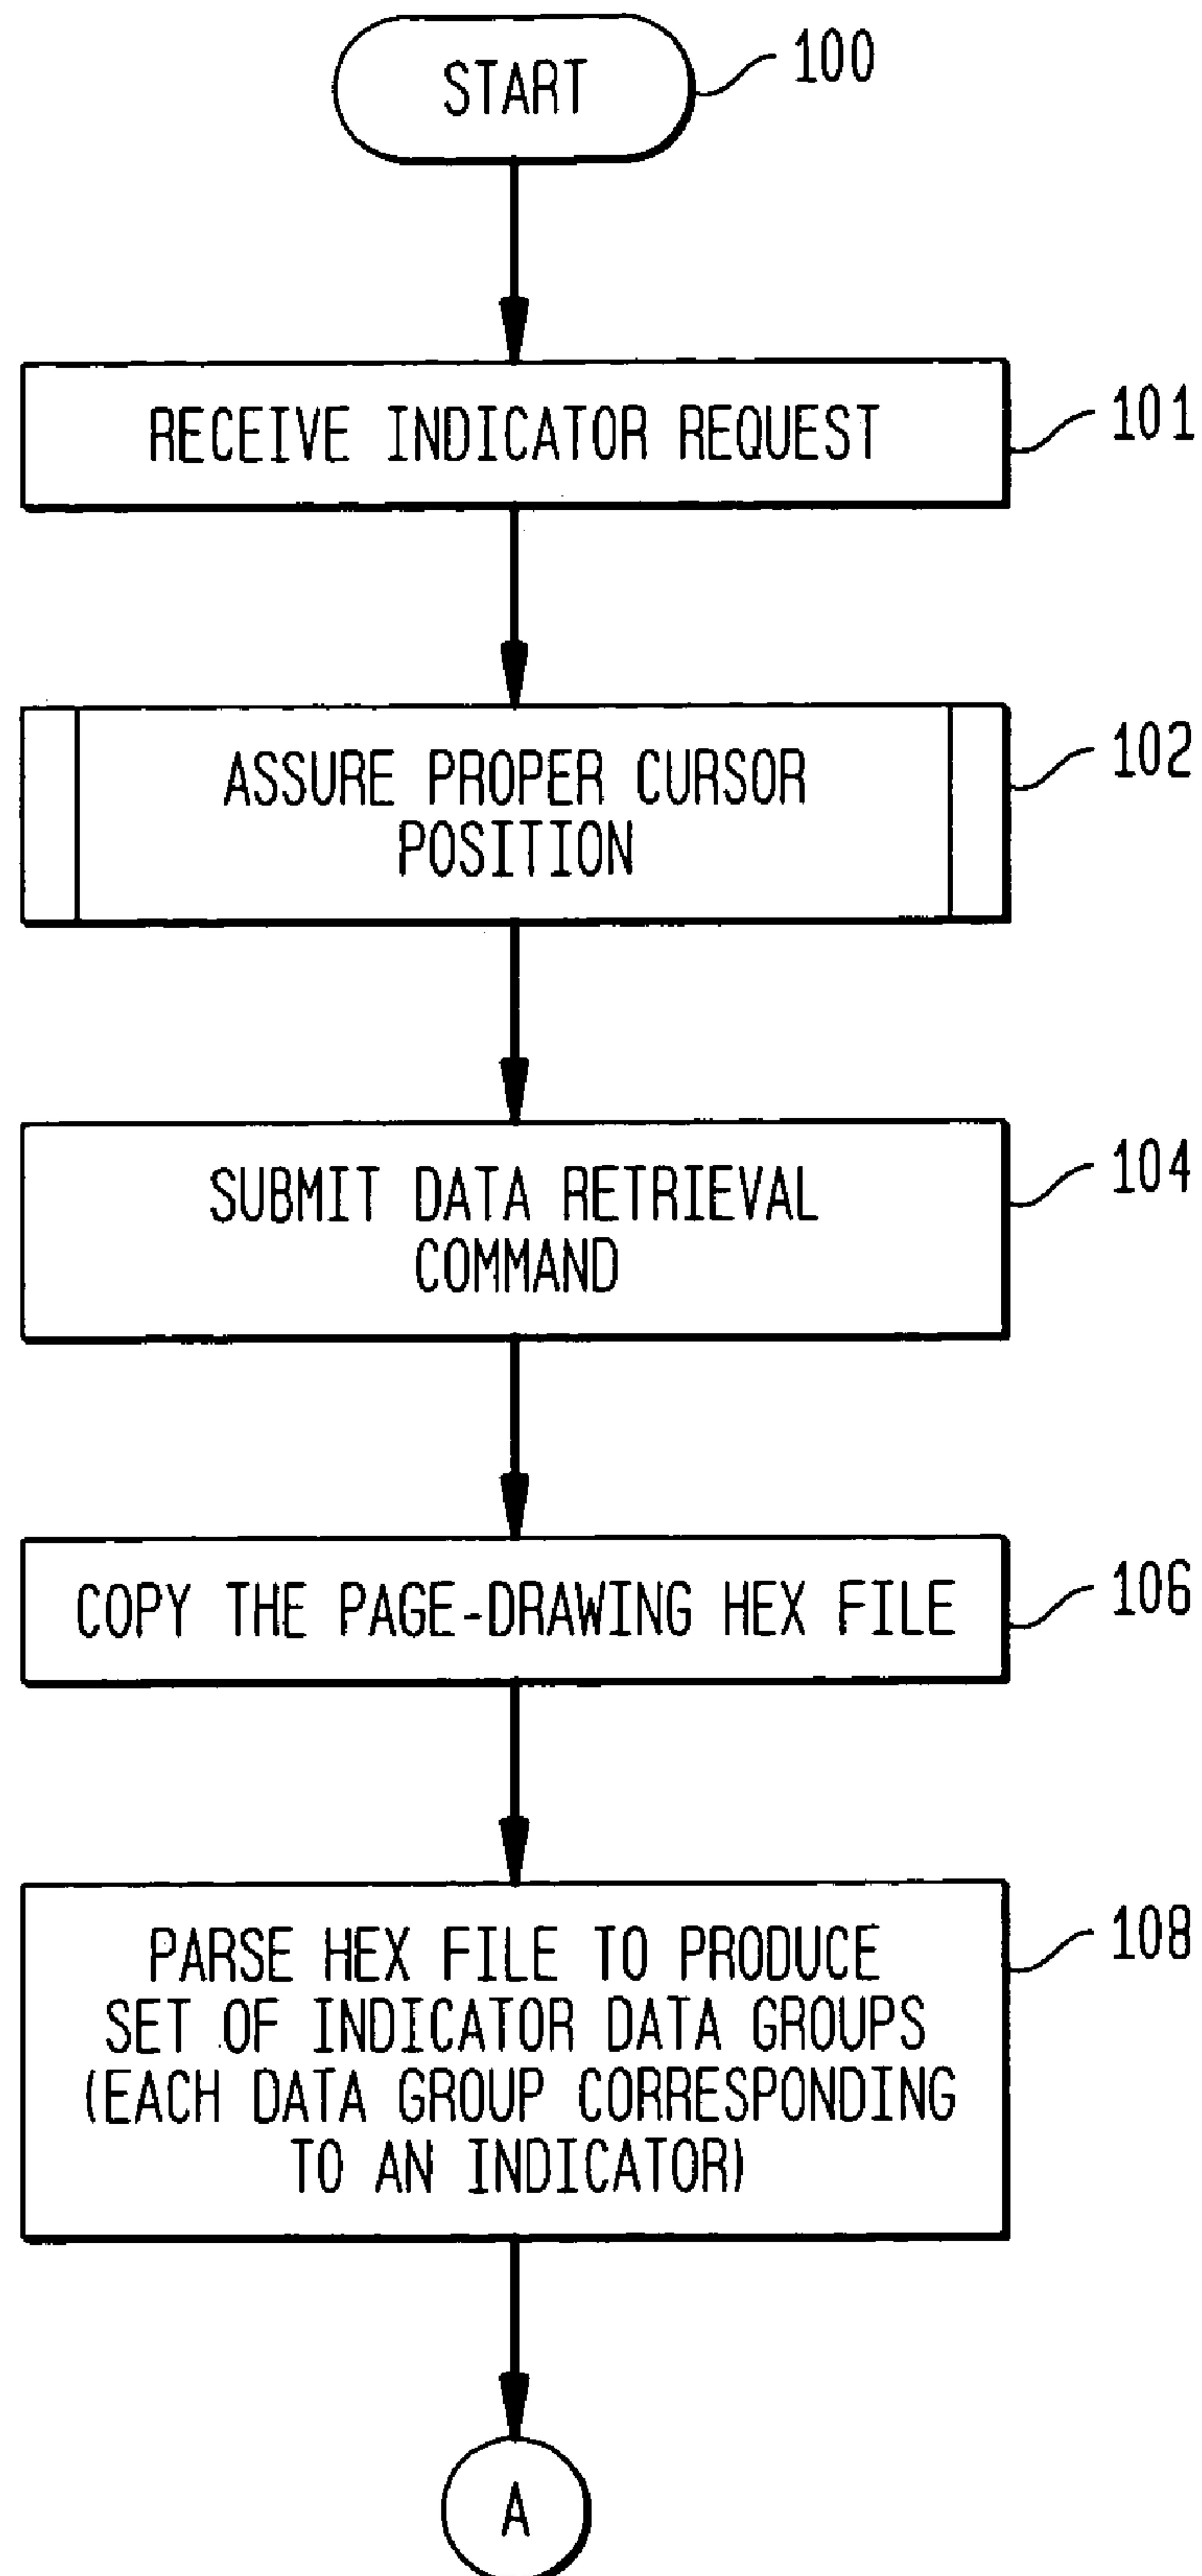 START
100
RECEIVE INDICATOR REQUEST
101
ASSURE PROPER CURSOR
POSITION
102
SUBMIT DATA RETRIEVAL
COMMAND
104
COPY THE PAGE-DRAWING HEX FILE
106
PARSE HEX FILE TO PRODUCE
SET OF INDICATOR DATA GROUPS
(EACH DATA GROUP CORRESPONDING
TO AN INDICATOR)
108
A